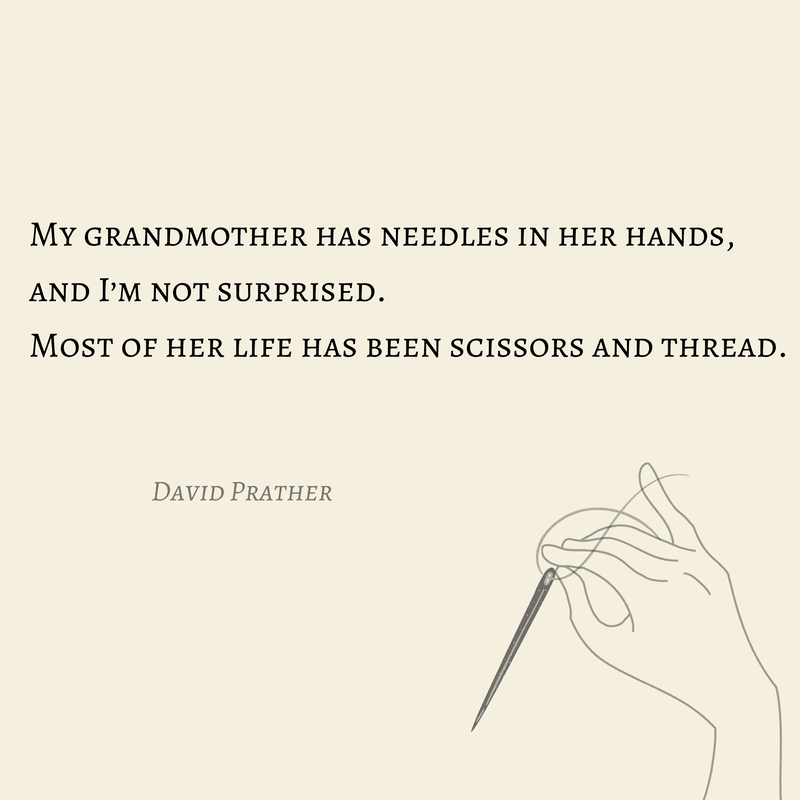 My grandmother has needles in her hands,
and I’m not surprised.
Most of her life has been scissors and thread.
David Prather